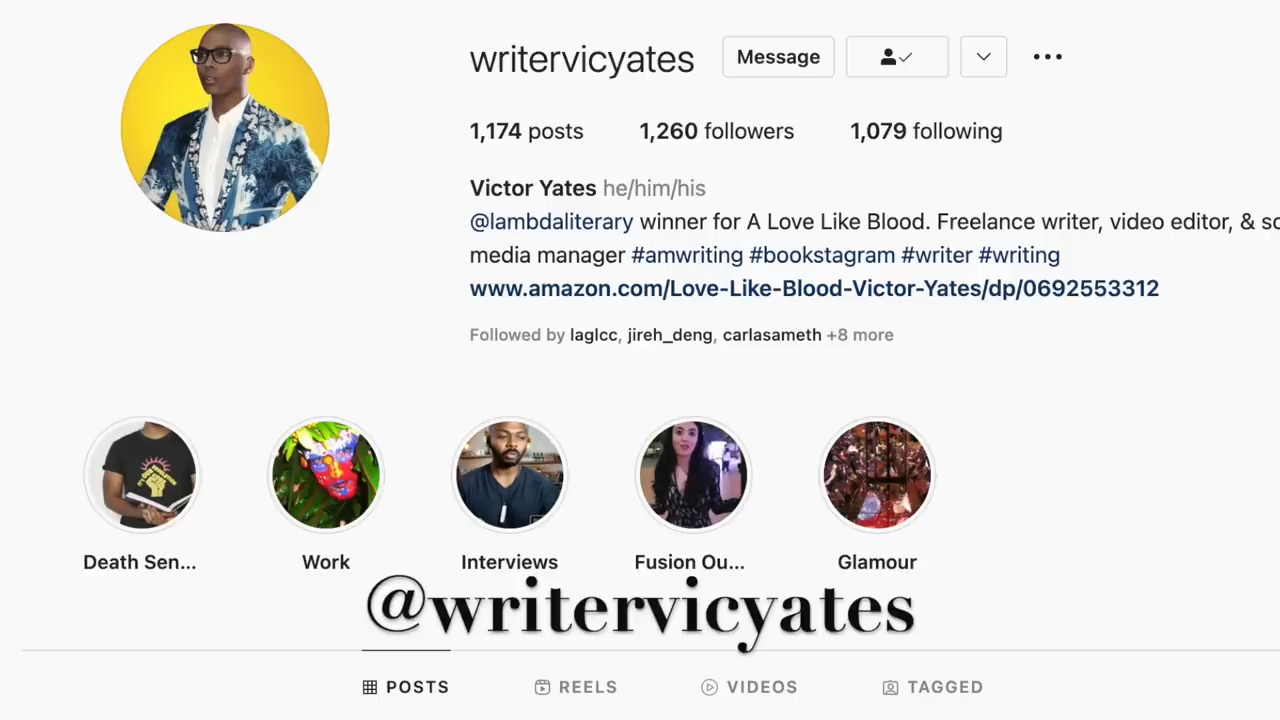 writervicyates Message
1,174 posts 1,260 followers 1,079 following
Victor Yates he/him/his
@lambdaliterary winner for A Love Like Blood. Freelance writer, video editor, &
media manager #amwriting #bookstagram #writer #writing
www.amazon.com/Love-Like-Blood-Victor-Yates/dp/0692553312
Followed by laglcc, jireh_deng, carlasameth +8 more
Death Sen... Work Interviews Fusion Ou... Glamour
@writervicyates
POSTS REELS VIDEOS TAGGED